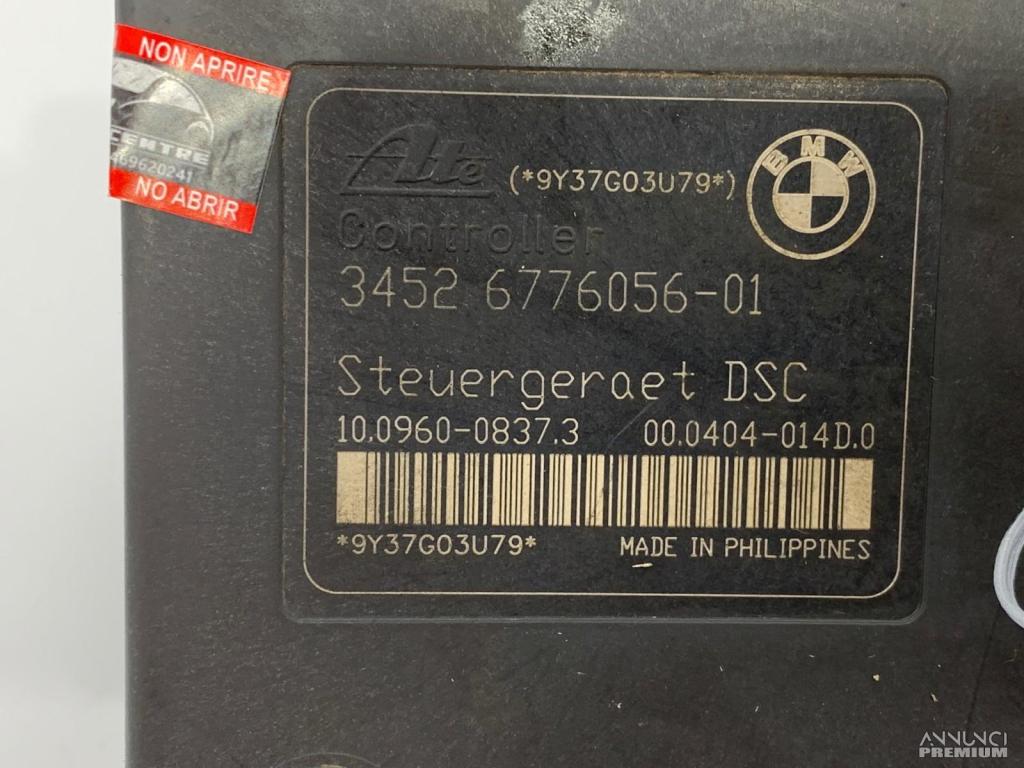 NON APRIRE
CENTRE
469620241
NO ABRIR
Ate
(*9Y37G03U79*)
BMW
Controller
3452 6776056-01
Steuergeraet DSC
10.0960-0837.3 00.0404-014D.0
*9Y37G03U79* MADE IN PHILIPPINES
ANNUNCI
PREMIUM